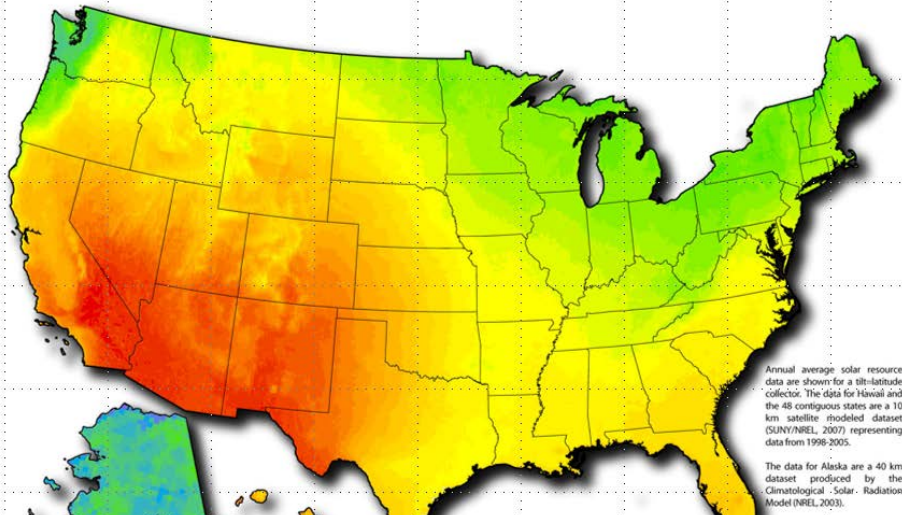 Annual average solar resource
data are shown for a tilt=latitude
collector. The data for Hawaii and
the 48 contiguous states are a 10
km satellite modeled dataset
(SUNY/NREL, 2007) representing
data from 1998-2005.
The data for Alaska are a 40 km
dataset produced by the
Climatological Solar Radiation
Model (NREL, 2003).